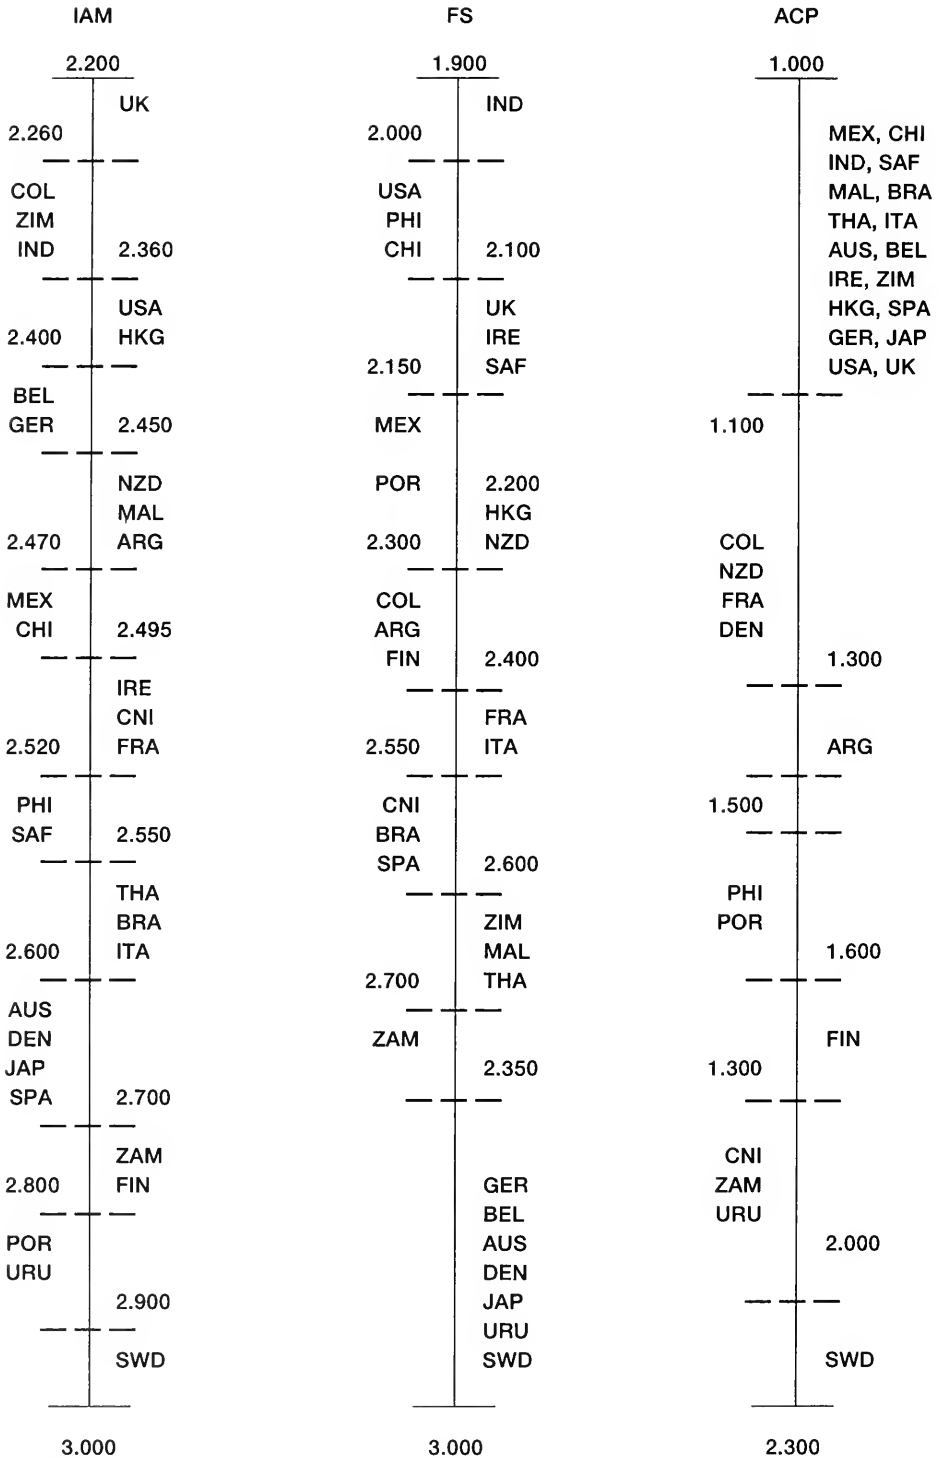 IAM
2.200
UK
2.260
COL
ZIM
IND 2.360
USA
2.400 HKG
BEL
GER 2.450
NZD
MAL
2.470 ARG
MEX
CHI 2.495
IRE
CNI
2.520 FRA
PHI
SAF 2.550
THA
BRA
2.600 ITA
AUS
DEN
JAP
SPA 2.700
ZAM
2.800 FIN
POR
URU
2.900
SWD
3.000
FS
1.900
IND
2.000
USA
PHI
CHI 2.100
UK
IRE
2.150 SAF
MEX
POR 2.200
HKG
2.300 NZD
COL
ARG
FIN 2.400
FRA
2.550 ITA
CNI
BRA
SPA 2.600
ZIM
MAL
2.700 THA
ZAM
2.350
GER
BEL
AUS
DEN
JAP
URU
SWD
3.000
ACP
1.000
MEX, CHI
IND, SAF
MAL, BRA
THA, ITA
AUS, BEL
IRE, ZIM
HKG, SPA
GER, JAP
USA, UK
1.100
COL
NZD
FRA
DEN
1.300
ARG
1.500
PHI
POR
1.600
FIN
1.300
CNI
ZAM
URU
2.000
SWD
2.300